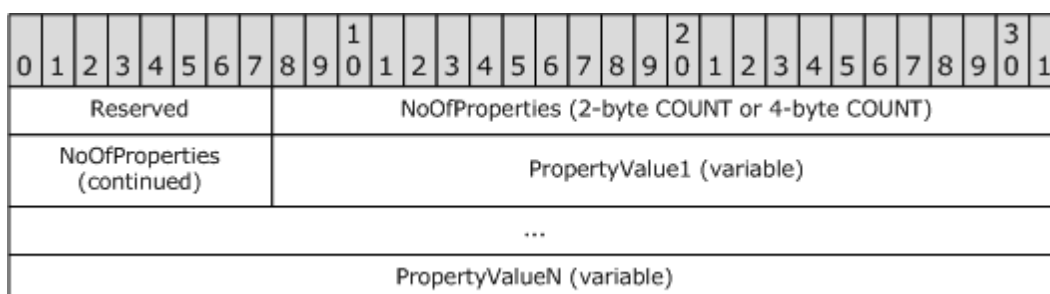 1 2 3
0 1 2 3 4 5 6 7 8 9 0 1 2 3 4 5 6 7 8 9 0 1 2 3 4 5 6 7 8 9 0 1
Reserved NoOfProperties (2-byte COUNT or 4-byte COUNT)
NoOfProperties
(continued)
PropertyValue1 (variable)
...
PropertyValueN (variable)